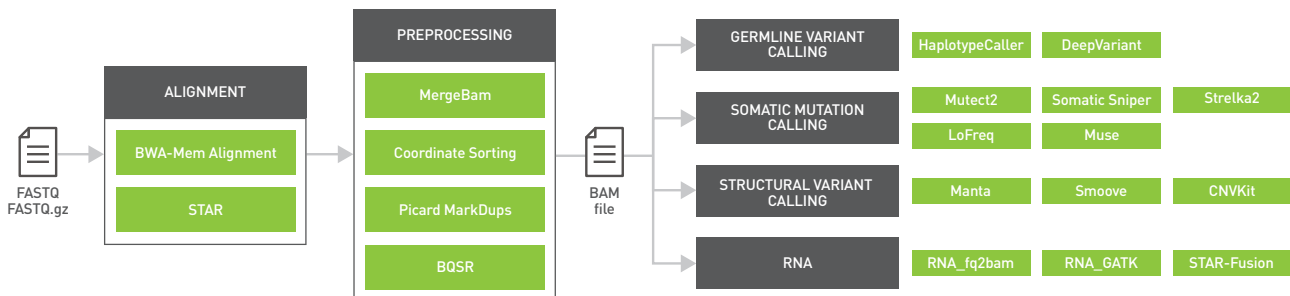 FASTQ
FASTQ.gz
ALIGNMENT
BWA-Mem Alignment
STAR
PREPROCESSING
MergeBam
Coordinate Sorting
Picard MarkDups
BQSR
BAM
file
GERMLINE VARIANT
CALLING
HaplotypeCaller
DeepVariant
SOMATIC MUTATION
CALLING
Mutect2
Somatic Sniper
Strelka2
LoFreq
Muse
STRUCTURAL VARIANT
CALLING
Manta
Smoove
CNVKit
RNA
RNA_fq2bam
RNA_GATK
STAR-Fusion